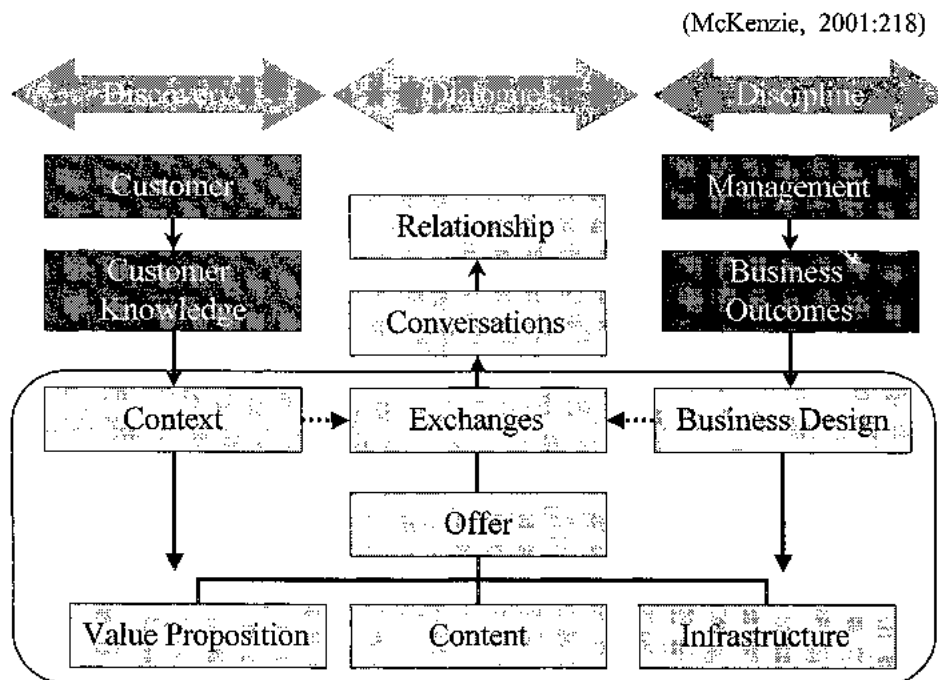 (McKenzie, 2001:218)
Discovery
Dialogue
Discipline
Customer
Management
Relationship
Customer
Knowledge
Business
Outcomes
Conversations
Context
Exchanges
Business Design
Offer
Value Proposition
Content
Infrastructure